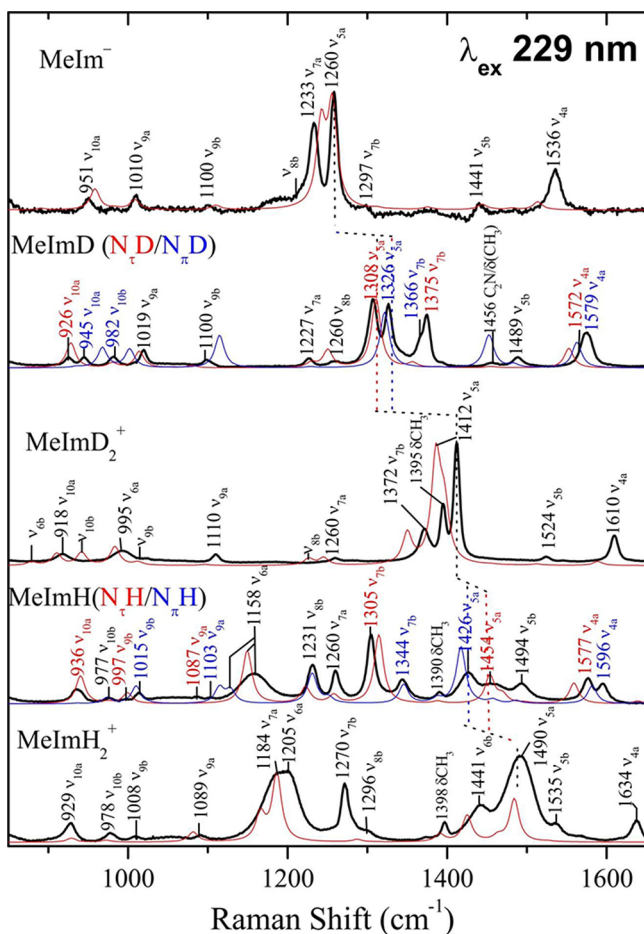 MeIm⁻
λex 229 nm
951 ν10a
1010 ν9a
1100 ν9b
ν8b
1233 ν7a
1260 ν5a
1297 ν7b
1441 ν5b
1536 ν4a
MeImD (NτD/NπD)
926 ν10a
945 ν10a
982 ν10b
1019 ν9a
1100 ν9b
1227 ν7a
1260 ν8b
1308 ν5a
1326 ν5a
1366 ν7b
1375 ν7b
1456 C2N/δ(CH3)
1489 ν5b
1572 ν4a
1579 ν4a
MeImD2⁺
ν6b
918 ν10a
ν10b
995 ν6a
ν9b
1110 ν9a
ν8b
1260 ν7a
1372 ν7b
1395 δCH3
1412 ν5a
1524 ν5b
1610 ν4a
MeImH(NτH/NπH)
936 ν10a
977 ν10b
997 ν9b
1015 ν9b
1087 ν9a
1103 ν9a
1158 ν6a
1231 ν8b
1260 ν7a
1305 ν7b
1344 ν7b
1390 δCH3
1426 ν5a
1454 ν5a
1494 ν5b
1577 ν4a
1596 ν4a
MeImH2⁺
929 ν10a
978 ν10b
1008 ν9b
1089 ν9a
1184 ν7a
1205 ν6a
1270 ν7b
1296 ν8b
1398 δCH3
1441 ν6b
1490 ν5a
1535 ν5b
1634 ν4a
1000 1200 1400 1600
Raman Shift (cm⁻¹)